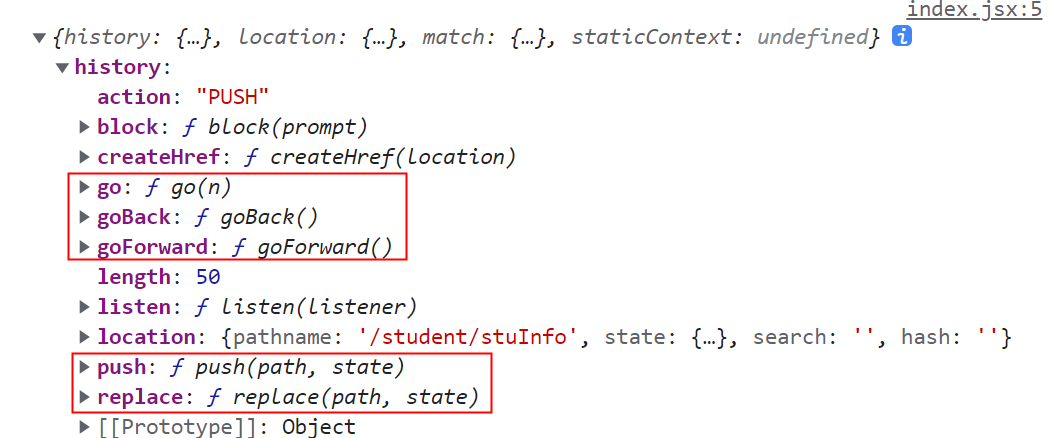 index.jsx:5
▼{history: {…}, location: {…}, match: {…}, staticContext: undefined} i
▼history:
action: "PUSH"
▶block: ƒ block(prompt)
▶createHref: ƒ createHref(location)
▶go: ƒ go(n)
▶goBack: ƒ goBack()
▶goForward: ƒ goForward()
length: 50
▶listen: ƒ listen(listener)
▶location: {pathname: '/student/stuInfo', state: {…}, search: '', hash: ''}
▶push: ƒ push(path, state)
▶replace: ƒ replace(path, state)
▶[[Prototype]]: Object